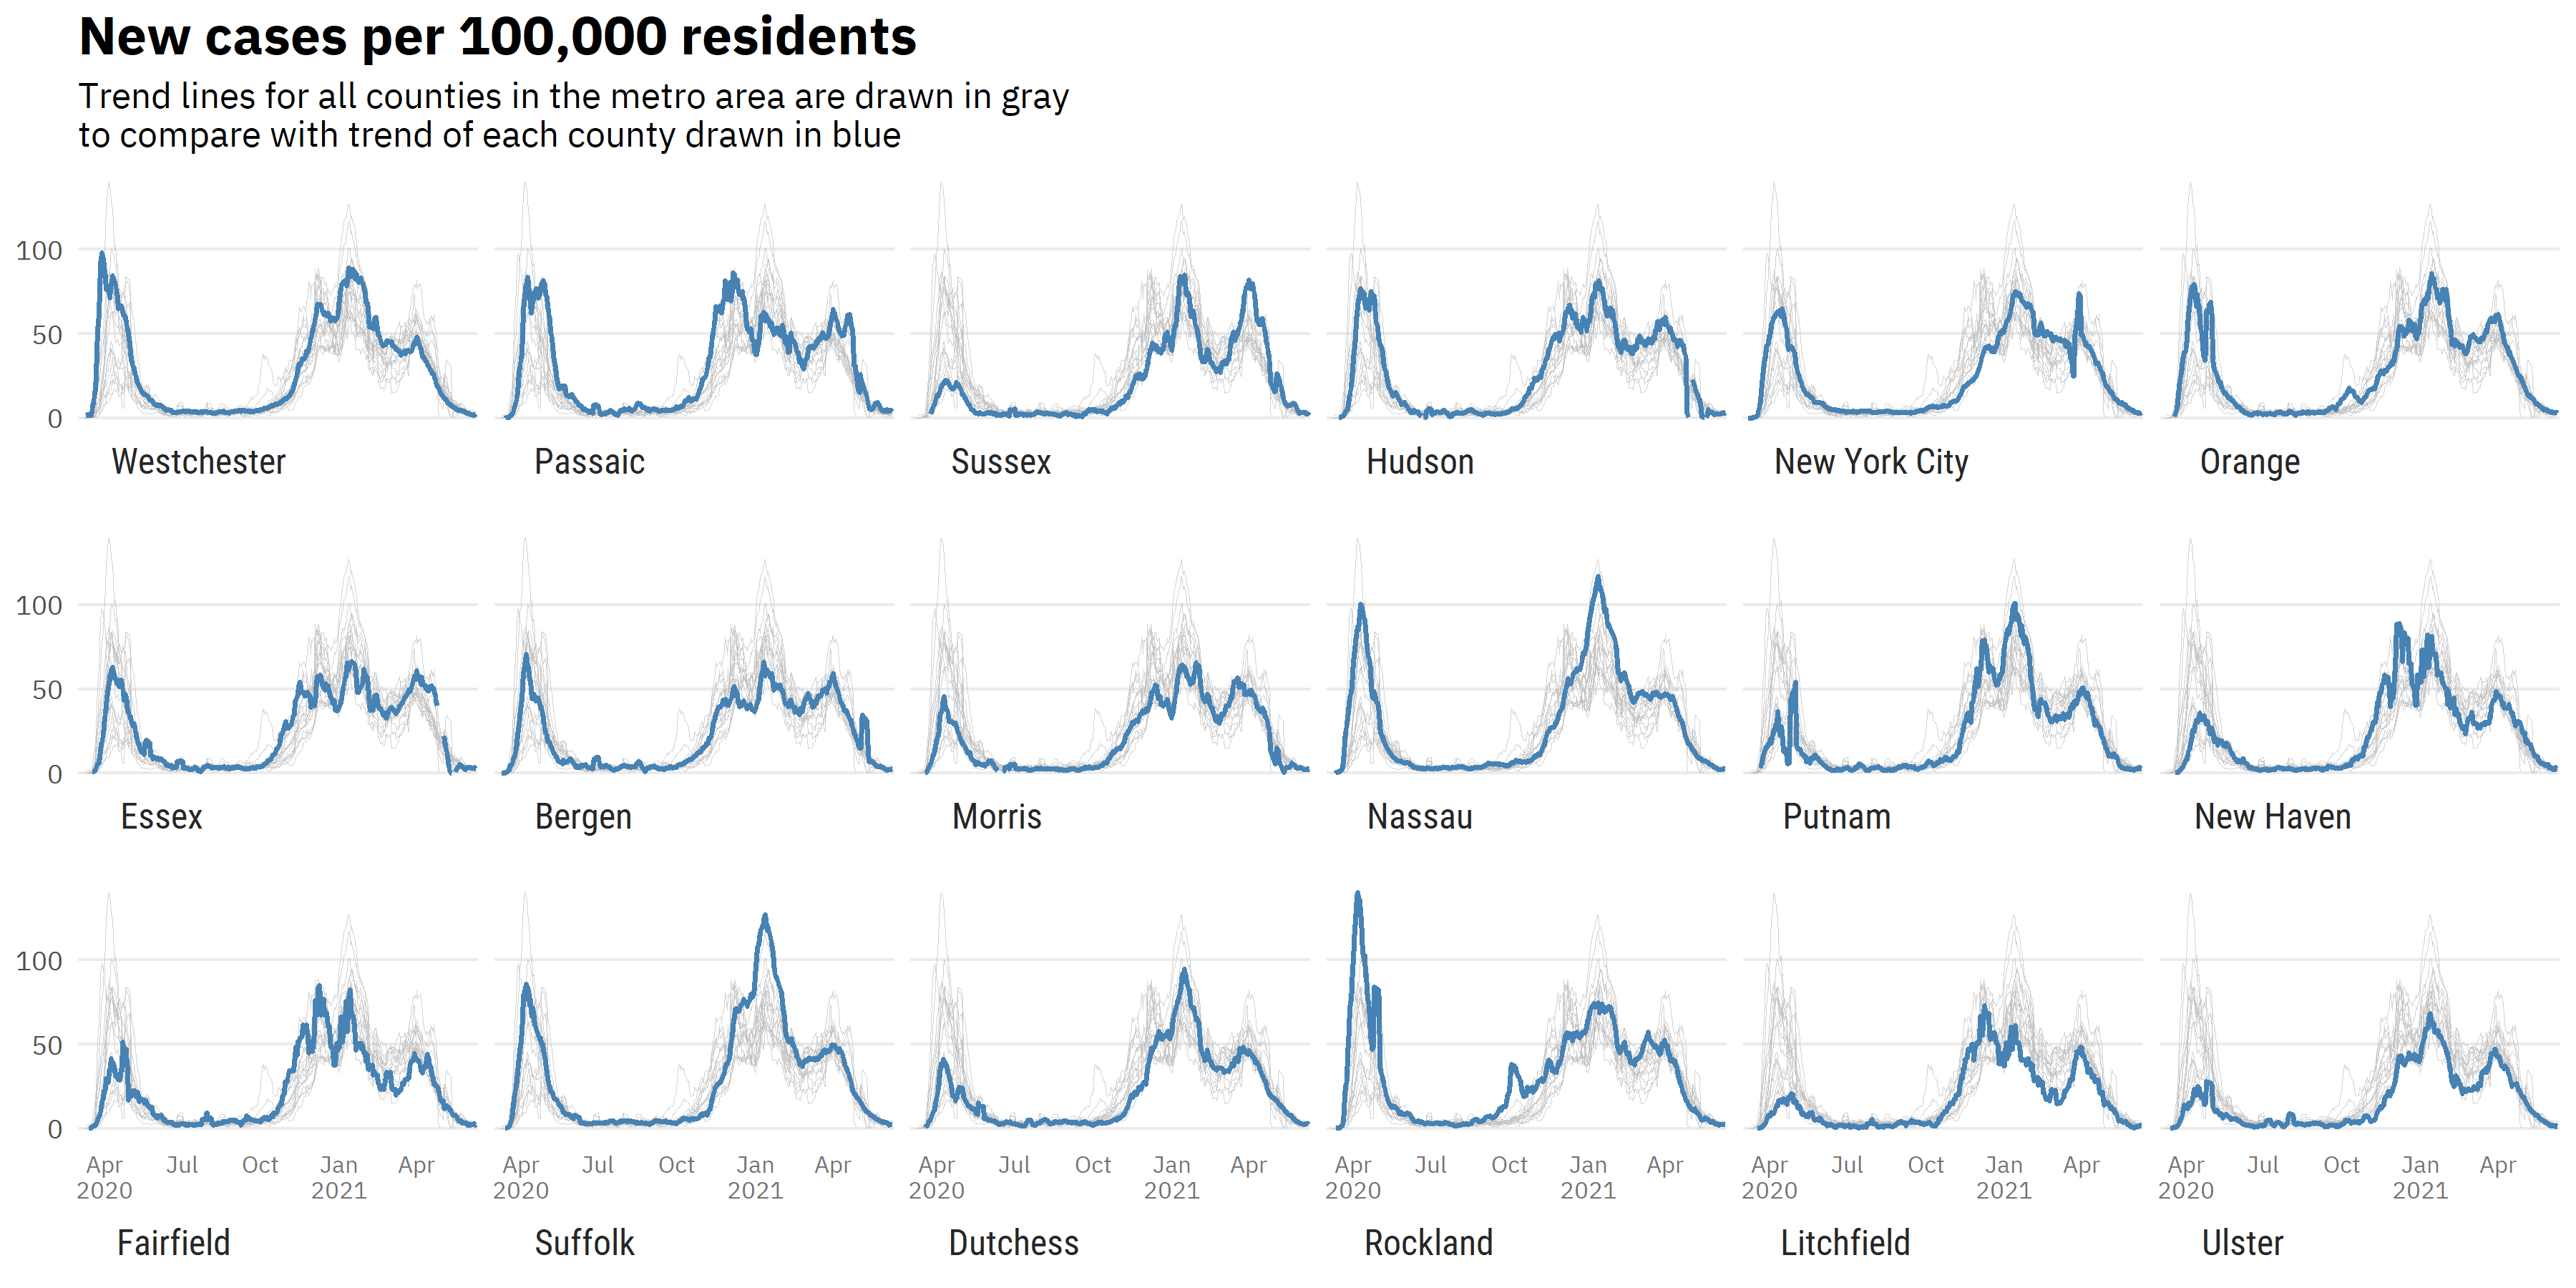 New cases per 100,000 residents
Trend lines for all counties in the metro area are drawn in gray
to compare with trend of each county drawn in blue
100
50
0
Westchester Passaic Sussex Hudson New York City Orange
100
50
0
Essex Bergen Morris Nassau Putnam New Haven
100
50
0
Apr Jul Oct Jan Apr Apr Jul Oct Jan Apr Apr Jul Oct Jan Apr Apr Jul Oct Jan Apr Apr Jul Oct Jan Apr Apr Jul Oct Jan Apr
2020 2021 2020 2021 2020 2021 2020 2021 2020 2021 2020 2021
Fairfield Suffolk Dutchess Rockland Litchfield Ulster